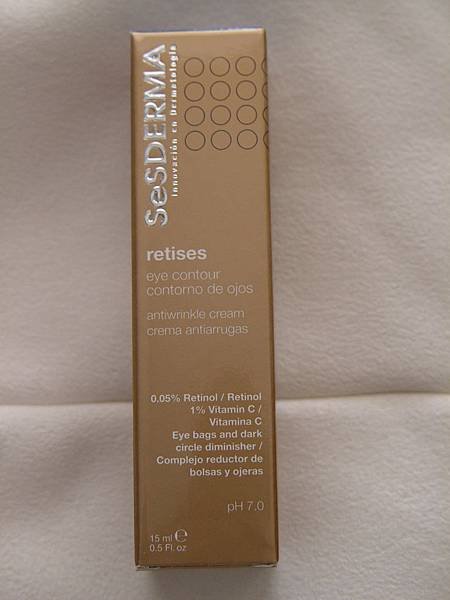 SeSDERMA
Innovación en Dermatología
retises
eye contour
contorno de ojos
antiwrinkle cream
crema antiarrugas
0.05% Retinol / Retinol
1% Vitamin C /
Vitamina C
Eye bags and dark
circle diminisher /
Complejo reductor de
bolsas y ojeras
pH 7.0
15 ml ℮
0.5 Fl. oz